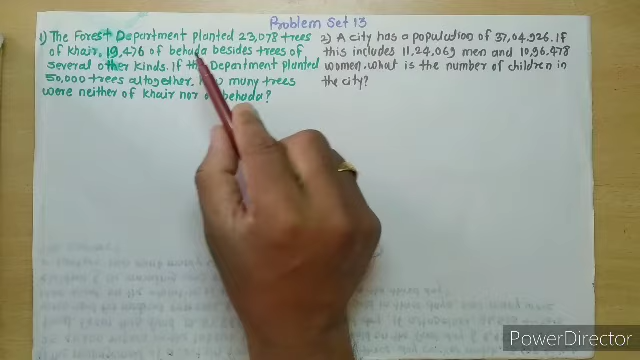 Problem Set 13
1) The Forest Department planted 23,078 trees
of khair, 19,476 of behada besides trees of
several other kinds. If the Department planted
50,000 trees altogether. many trees
were neither of khair nor behada?
2) A city has a population of 37,04,926. If
this includes 11,24,069 men and 10,96,478
women. what is the number of children in
the city?
PowerDirector